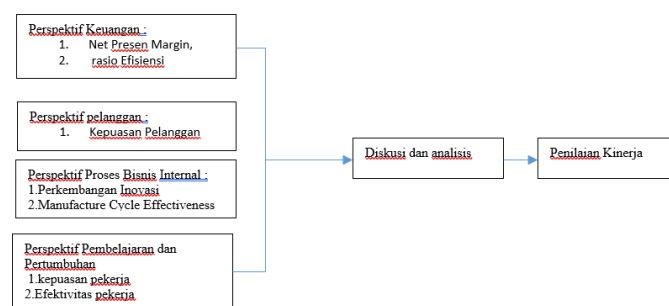 Perspektif Keuangan :
1. Net Presen Margin,
2. rasio Efisiensi
Perspektif pelanggan :
1. Kepuasan Pelanggan
Perspektif Proses Bisnis Internal :
1.Perkembangan Inovasi
2.Manufacture Cycle Effectiveness
Perspektif Pembelajaran dan
Pertumbuhan
1.kepuasan pekerja
2.Efektivitas pekerja
Diskusi dan analisis
Penilaian Kinerja